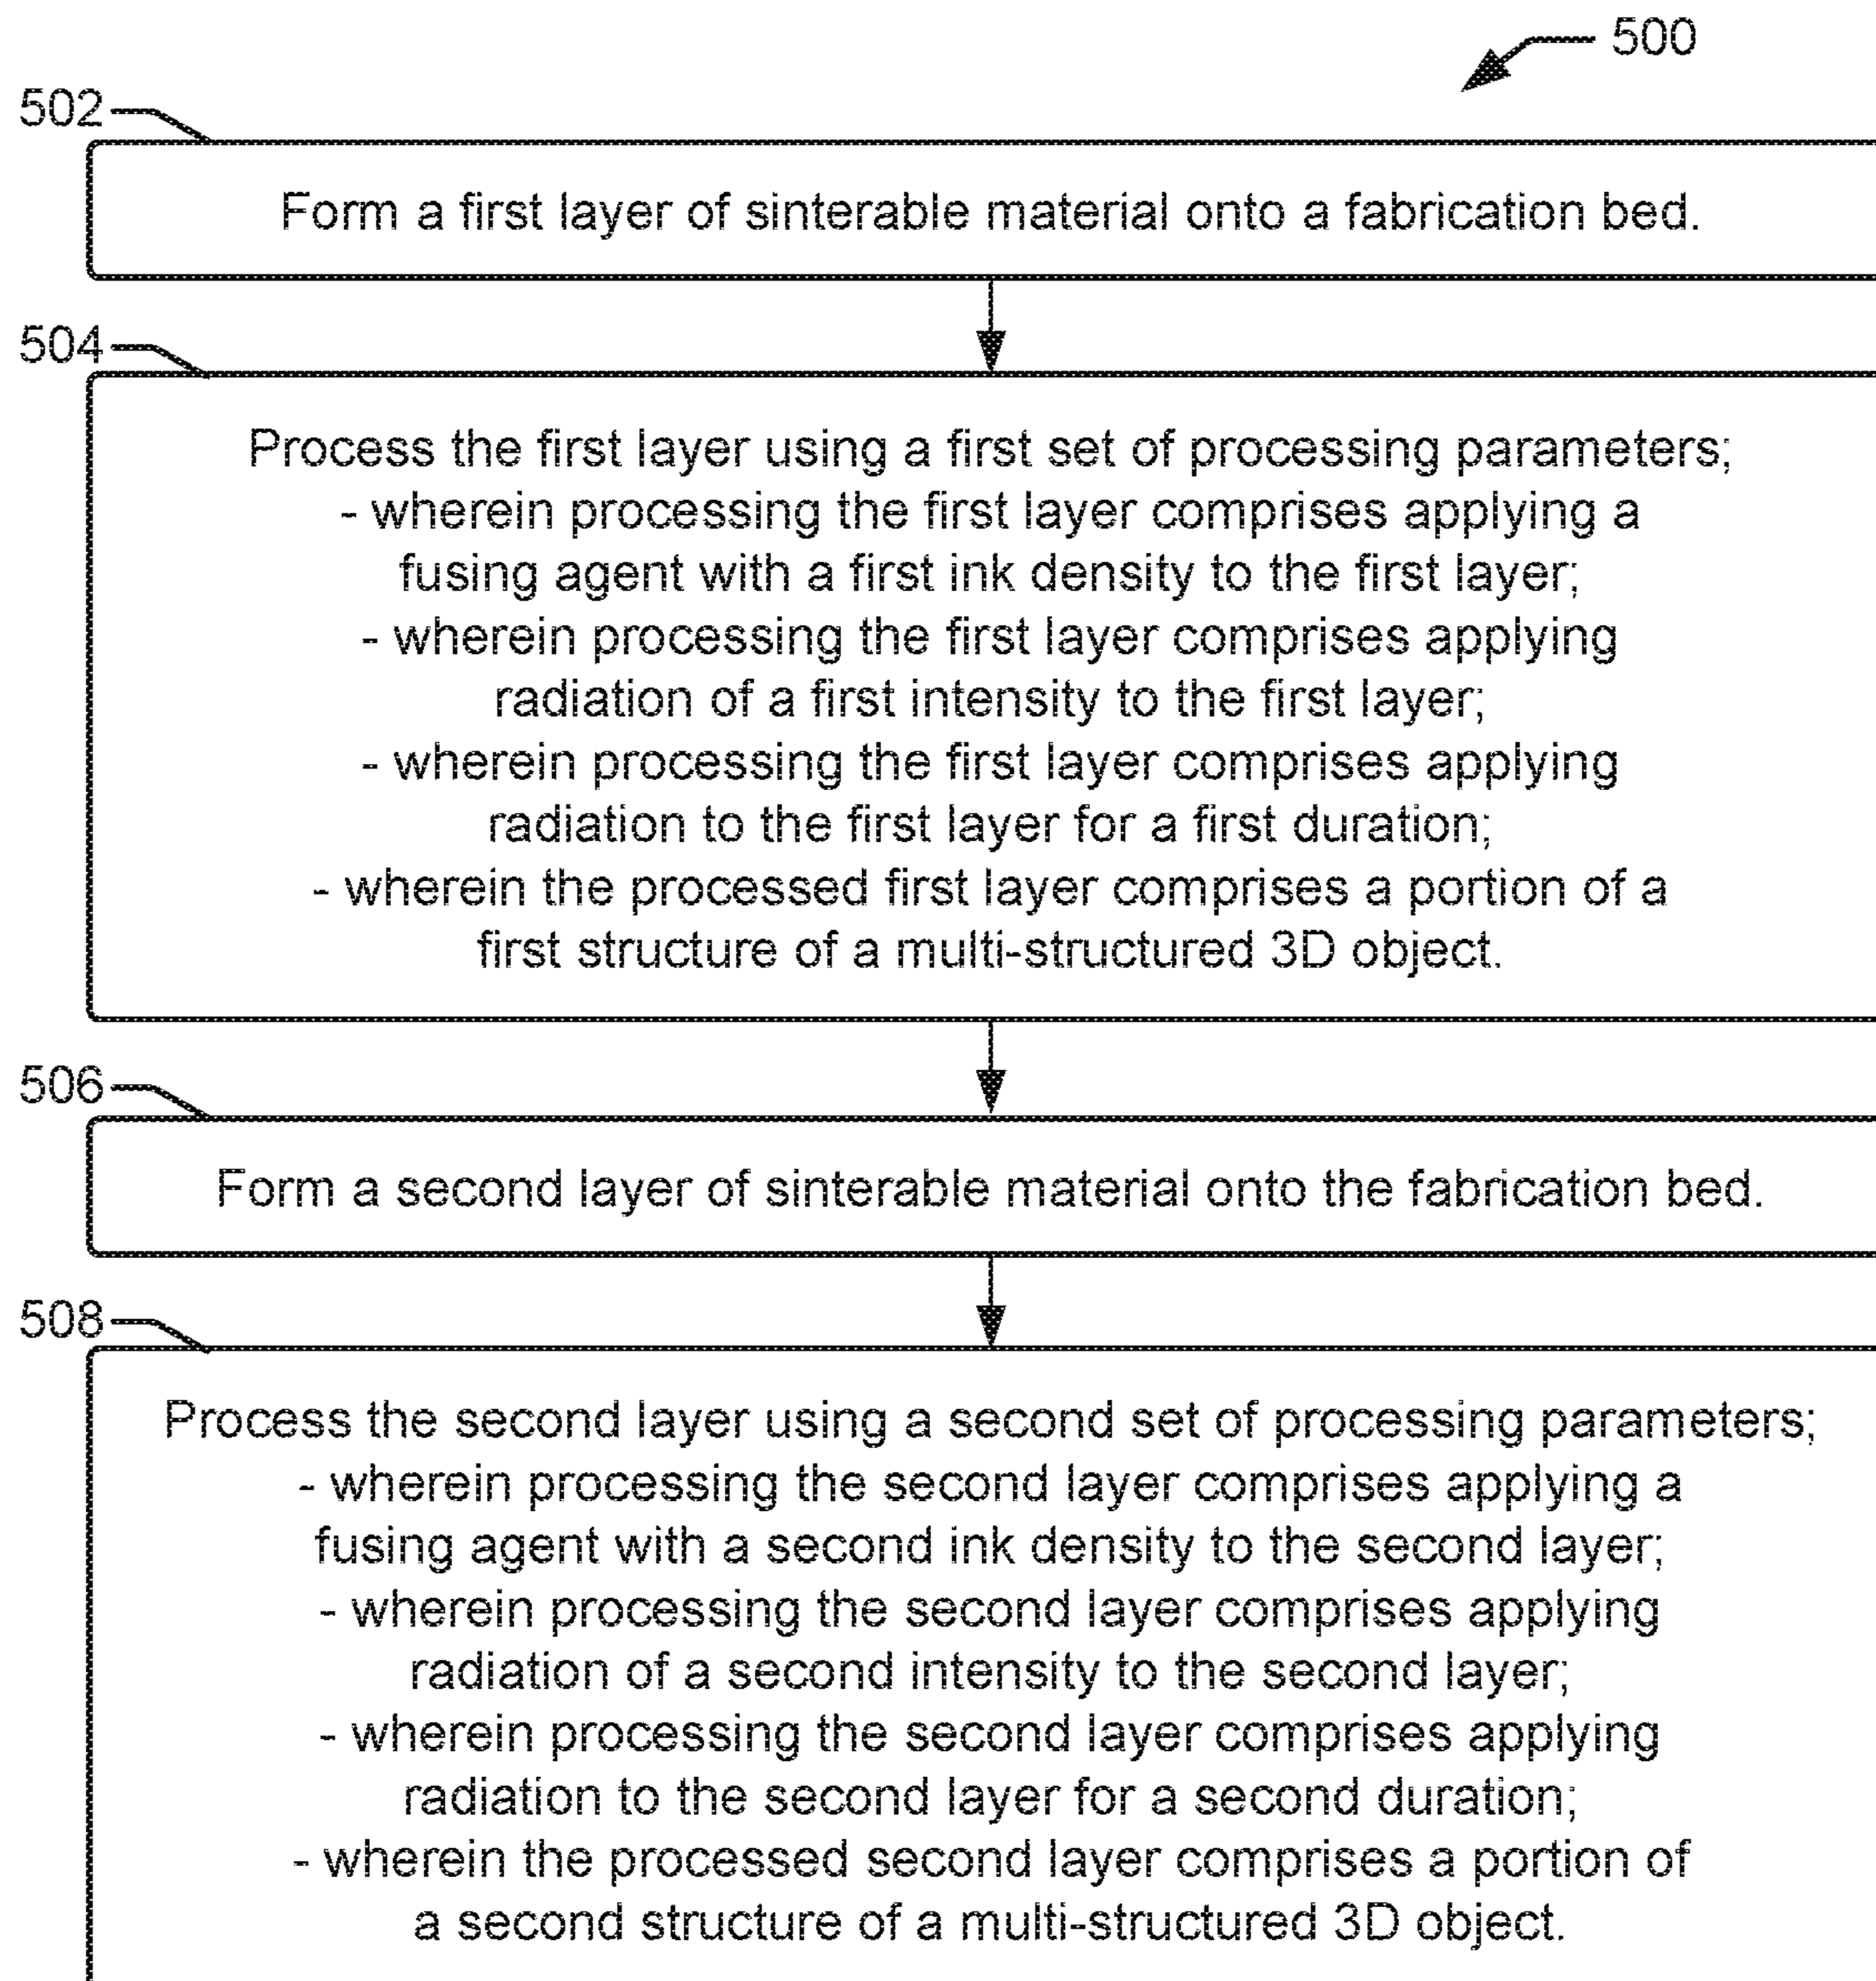 500
502
Form a first layer of sinterable material onto a fabrication bed.
504
Process the first layer using a first set of processing parameters;
- wherein processing the first layer comprises applying a
fusing agent with a first ink density to the first layer;
- wherein processing the first layer comprises applying
radiation of a first intensity to the first layer;
- wherein processing the first layer comprises applying
radiation to the first layer for a first duration;
- wherein the processed first layer comprises a portion of a
first structure of a multi-structured 3D object.
506
Form a second layer of sinterable material onto the fabrication bed.
508
Process the second layer using a second set of processing parameters;
- wherein processing the second layer comprises applying a
fusing agent with a second ink density to the second layer;
- wherein processing the second layer comprises applying
radiation of a second intensity to the second layer;
- wherein processing the second layer comprises applying
radiation to the second layer for a second duration;
- wherein the processed second layer comprises a portion of
a second structure of a multi-structured 3D object.